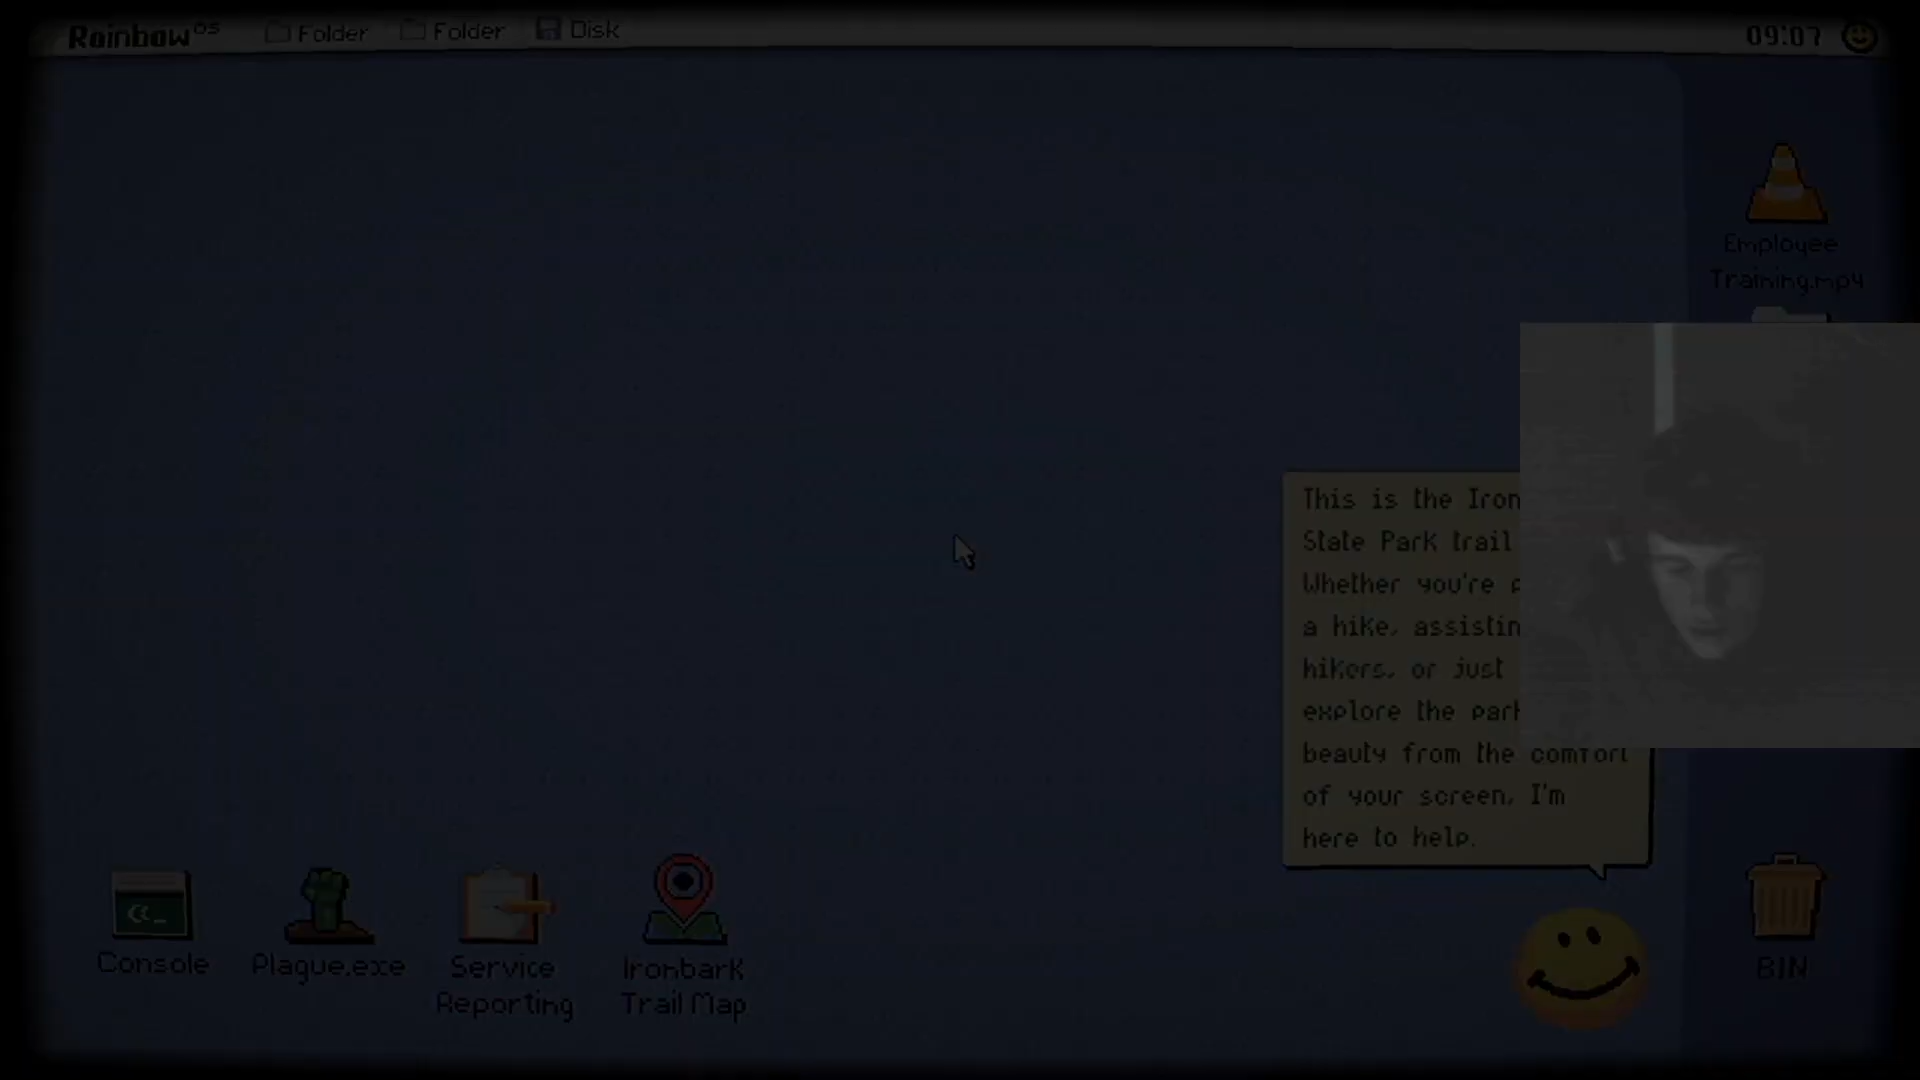 Rainbow OS
Folder
Folder
Disk
09:07
Employee
Training.mp4
This is the Iron
State Park trail
Whether you're
a hike, assistin
hikers, or just
explore the park
beauty from the comfort
of your screen, I'm
here to help.
Console
Plague.exe
Service
Reporting
Ironbark
Trail Map
BIN